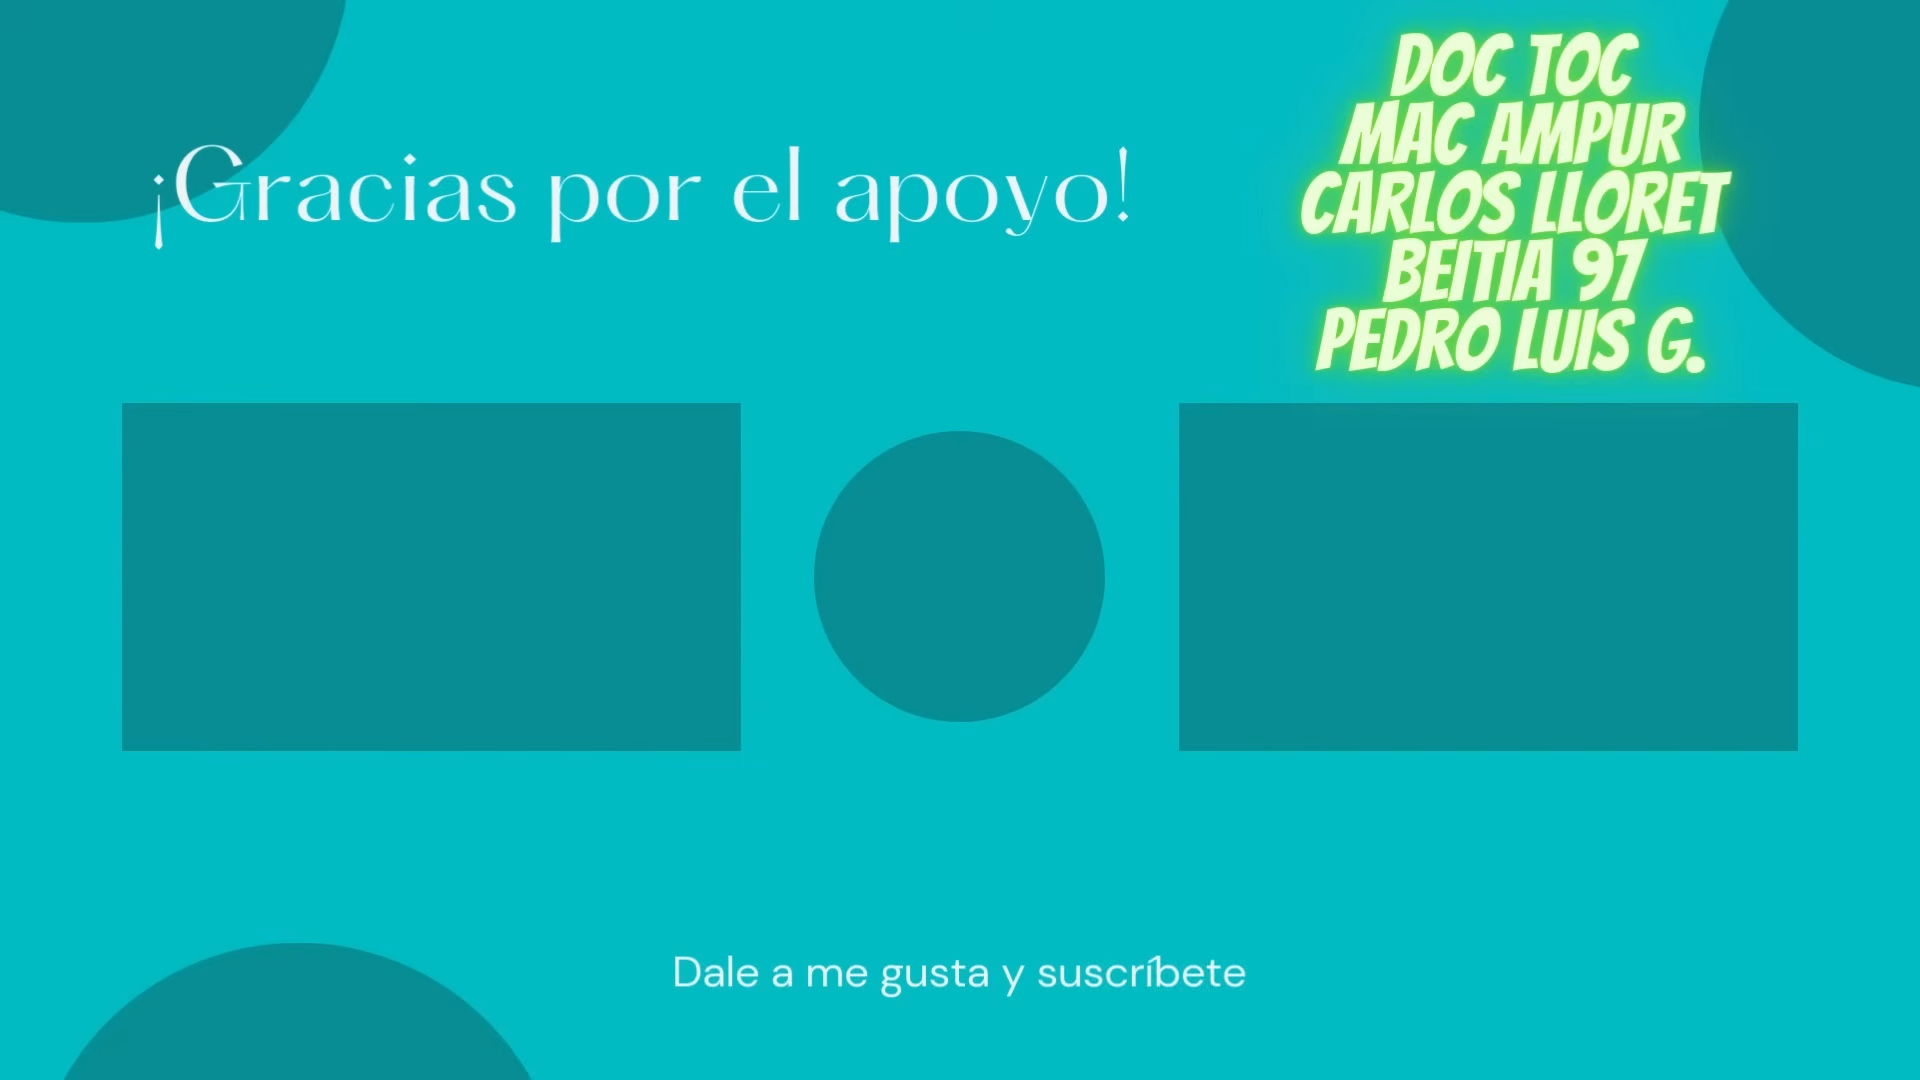 ¡Gracias por el apoyo!
DOC TOC
MAC AMPUR
CARLOS LLORET
BEITIA 97
PEDRO LUIS G.
Dale a me gusta y suscríbete